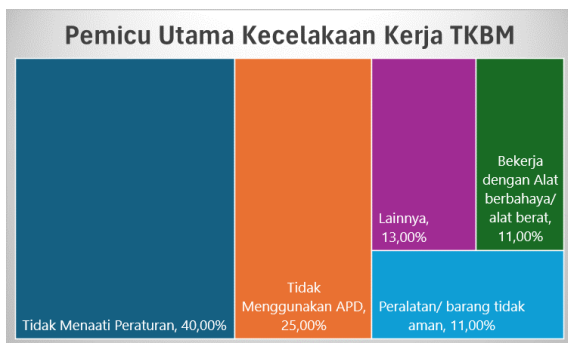 Pemicu Utama Kecelakaan Kerja TKBM
Tidak Menaati Peraturan, 40,00%
Tidak
Menggunakan APD,
25,00%
Lainnya,
13,00%
Bekerja
dengan Alat
berbahaya/
alat berat,
11,00%
Peralatan/ barang tidak
aman, 11,00%